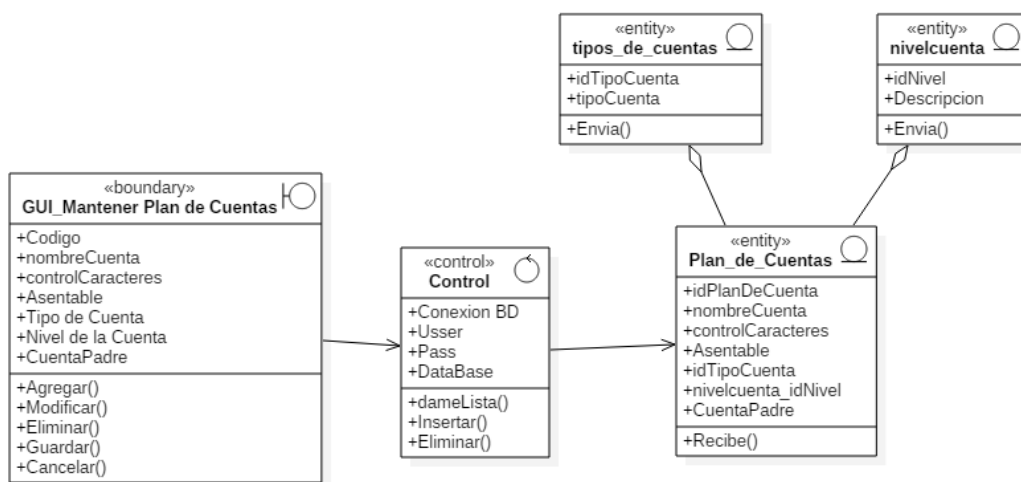 «entity»
tipos_de_cuentas
+idTipoCuenta
+tipoCuenta
+Envia()
«entity»
nivelcuenta
+idNivel
+Descripcion
+Envia()
«boundary»
GUI_Mantener Plan de Cuentas
+Codigo
+nombreCuenta
+controlCaracteres
+Asentable
+Tipo de Cuenta
+Nivel de la Cuenta
+CuentaPadre
+Agregar()
+Modificar()
+Eliminar()
+Guardar()
+Cancelar()
«control»
Control
+Conexion BD
+Usser
+Pass
+DataBase
+dameLista()
+Insertar()
+Eliminar()
«entity»
Plan_de_Cuentas
+idPlanDeCuenta
+nombreCuenta
+controlCaracteres
+Asentable
+idTipoCuenta
+nivelcuenta_idNivel
+CuentaPadre
+Recibe()